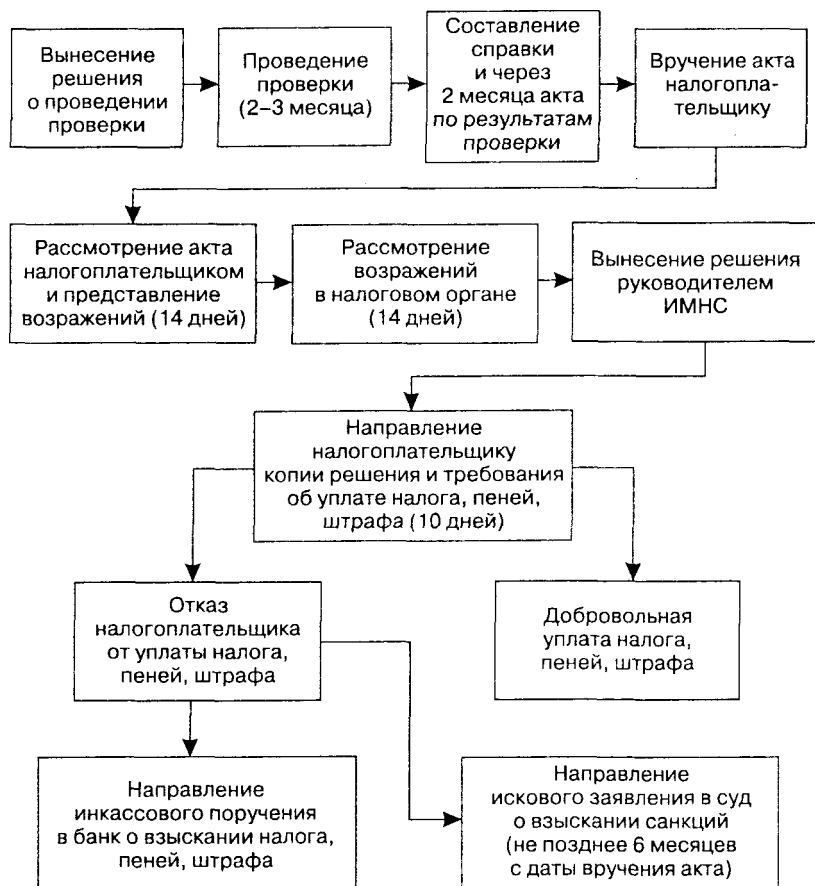 Вынесение
решения
о проведении
проверки
Проведение
проверки
(2–3 месяца)
Составление
справки
и через
2 месяца акта
по результатам
проверки
Вручение акта
налогопла-
тельщику
Рассмотрение акта
налогоплательщиком
и представление
возражений (14 дней)
Рассмотрение
возражений
в налоговом органе
(14 дней)
Вынесение решения
руководителем
ИМНС
Направление
налогоплательщику
копии решения и требования
об уплате налога, пеней,
штрафа (10 дней)
Отказ
налогоплательщика
от уплаты налога,
пеней, штрафа
Добровольная
уплата налога,
пеней, штрафа
Направление
инкассового поручения
в банк о взыскании налога,
пеней, штрафа
Направление
искового заявления в суд
о взыскании санкций
(не позднее 6 месяцев
с даты вручения акта)